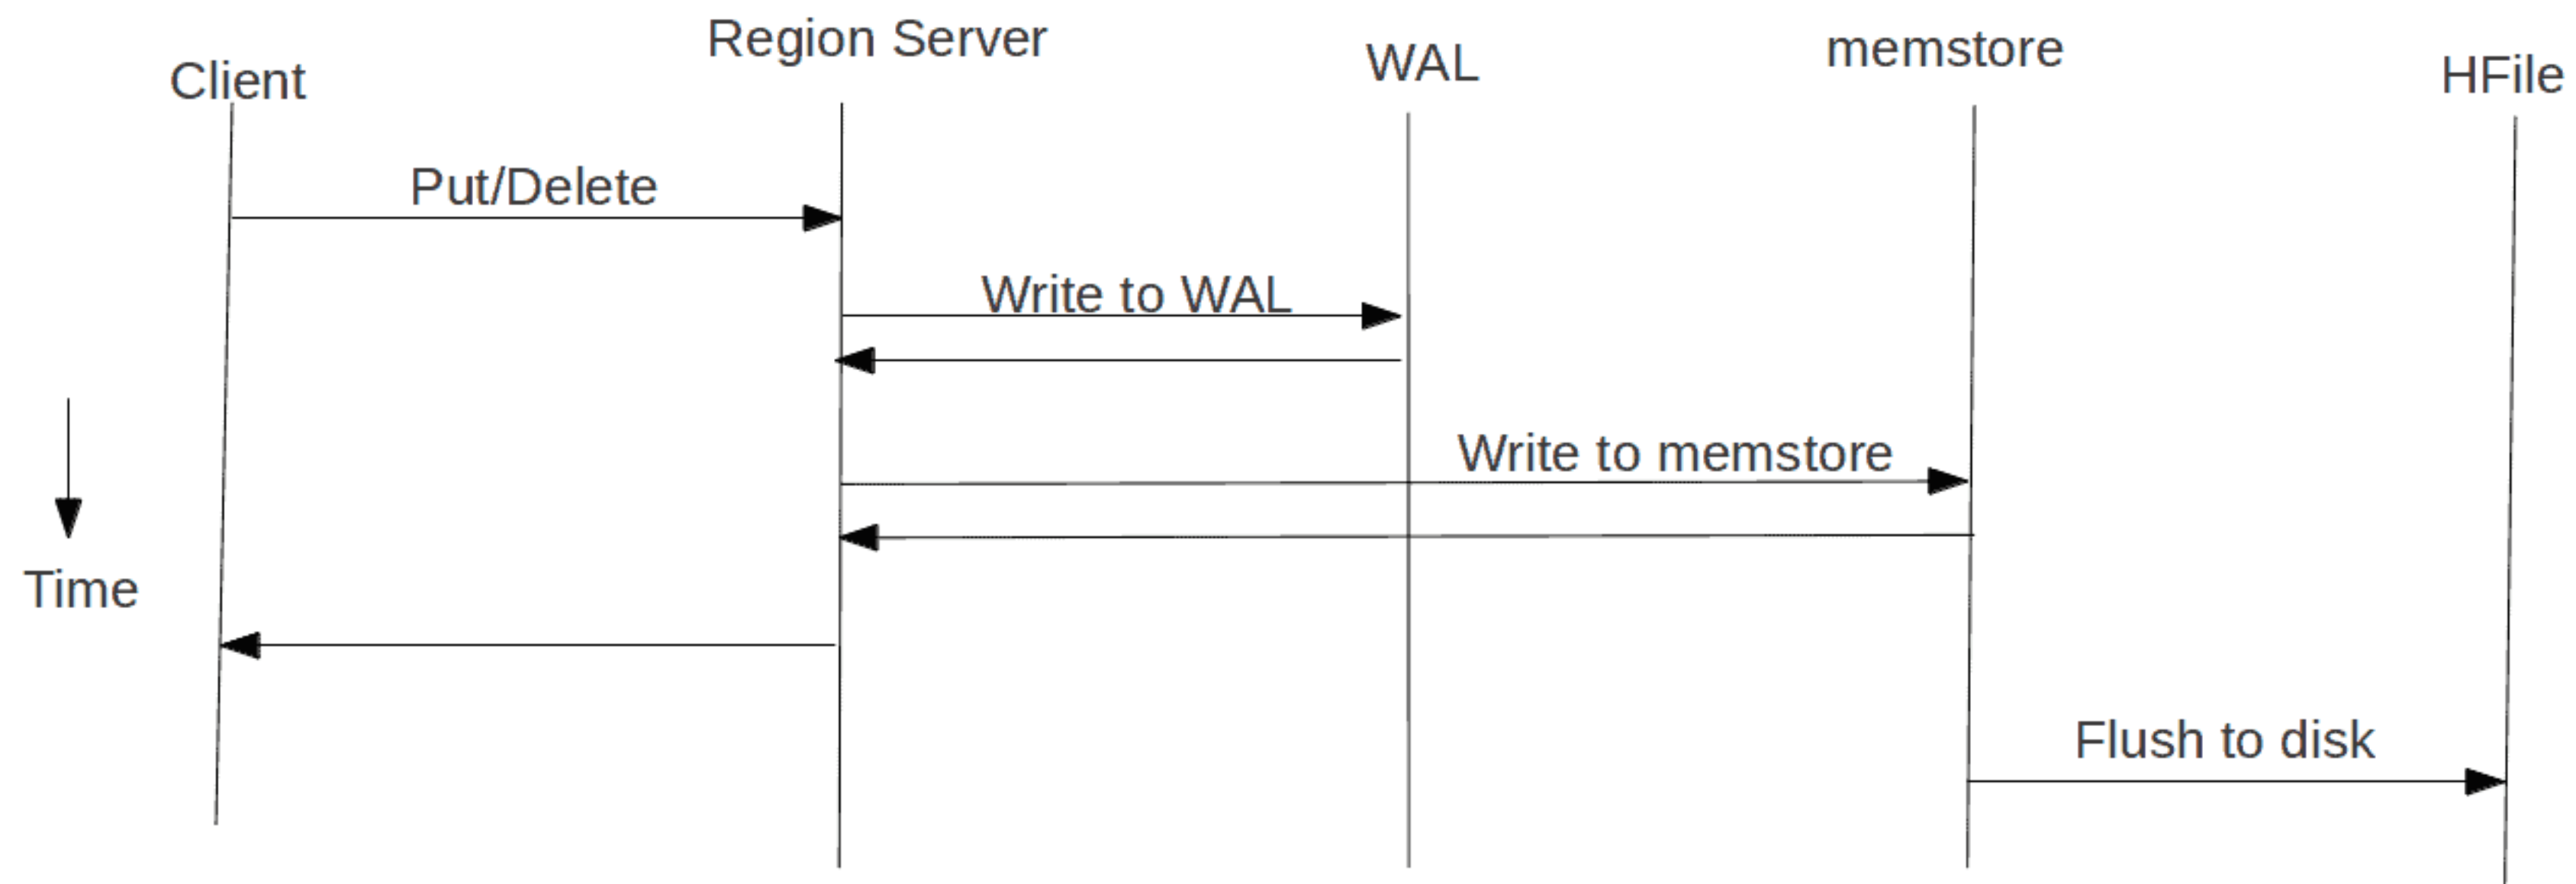 Client
Region Server
WAL
memstore
HFile
Put/Delete
Write to WAL
Write to memstore
Time
Flush to disk